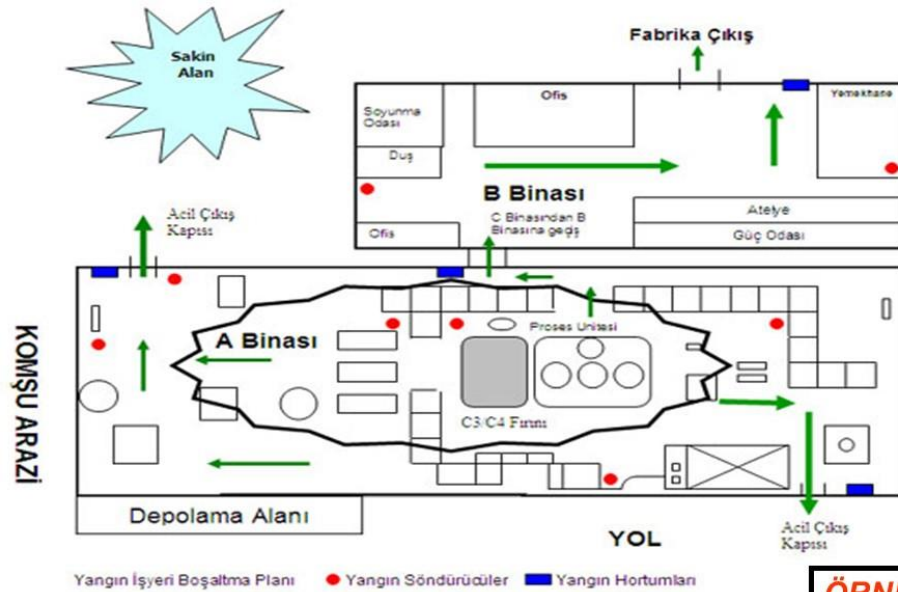 Sakin
Alan
Fabrika Çıkış
Soyunma
Odası
Ofis
Yemekhane
Duş
B Binası
C Binasından B
Binasına geçiş
Ofis
Atelye
Güç Odası
Acil Çıkış
Kapısı
KOMŞU ARAZİ
A Binası
Proses Unitesi
C3/C4 Fırını
Depolama Alanı
YOL
Acil Çıkış
Kapısı
Yangın İşyeri Boşaltma Planı
Yangın Söndürücüler
Yangın Hortumları